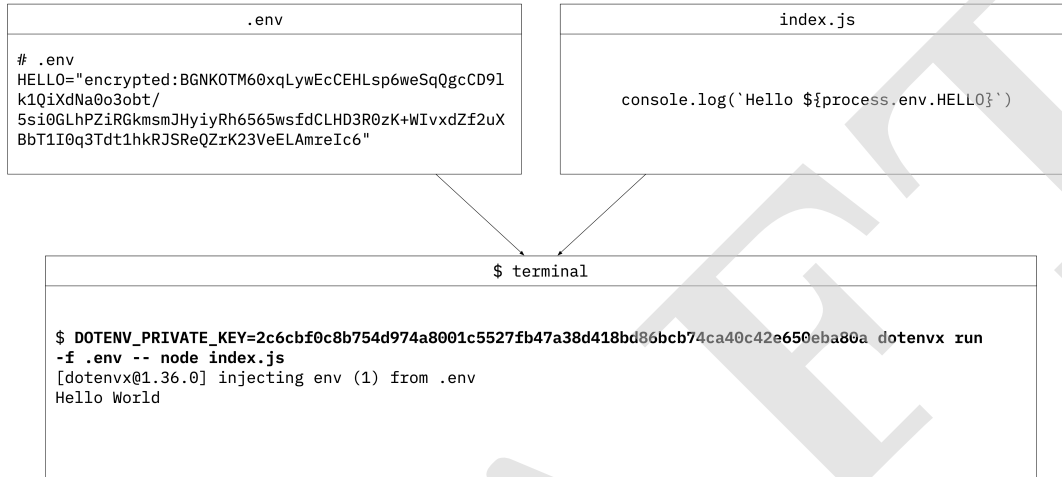 .env
# .env
HELLO="encrypted:BGNKOTM60xqLywEcCEHLsp6weSqQgcCD9l
k1QiXdNa0o3obt/
5si0GLhPZiRGkmsmJHyiyRh6565wsfdCLHD3R0zK+WIvxdZf2uX
BbT1I0q3Tdt1hkRJSReQZrK23VeELAmreIc6"
index.js
console.log(`Hello ${process.env.HELLO}`)
$ terminal
$ DOTENV_PRIVATE_KEY=2c6cbf0c8b754d974a8001c5527fb47a38d418bd86bcb74ca40c42e650eba80a dotenvx run
-f .env -- node index.js
[dotenvx@1.36.0] injecting env (1) from .env
Hello World